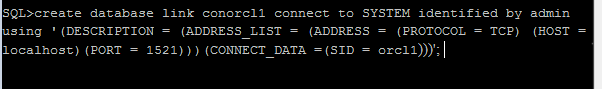 SQL>create database link conorcl1 connect to SYSTEM identified by admin
using '(DESCRIPTION = (ADDRESS_LIST = (ADDRESS = (PROTOCOL = TCP) (HOST =
localhost)(PORT = 1521)))(CONNECT_DATA =(SID = orcl1)))';